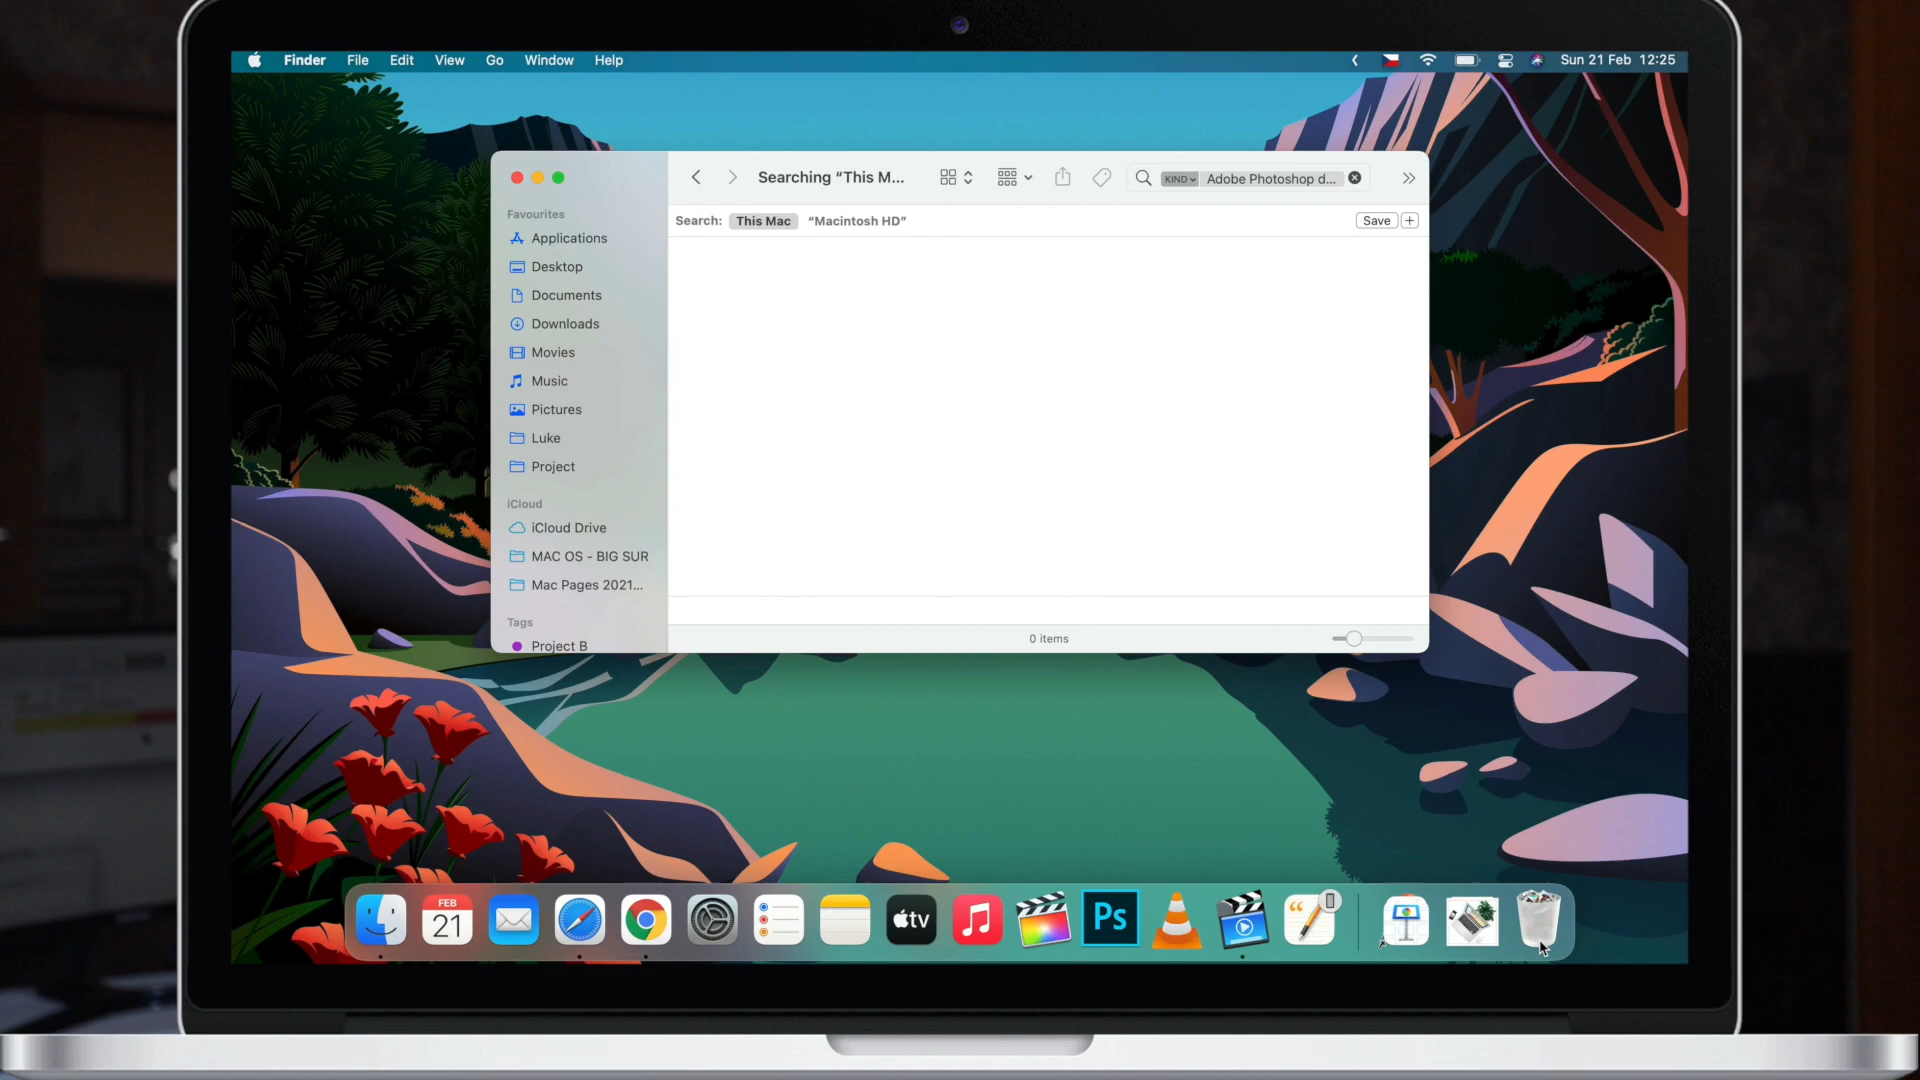 Finder File Edit View Go Window Help
Sun 21 Feb 12:25
Searching “This M...
KIND Adobe Photoshop d...
Search: This Mac “Macintosh HD”
Save +
Favourites
Applications
Desktop
Documents
Downloads
Movies
Music
Pictures
Luke
Project
iCloud
iCloud Drive
MAC OS - BIG SUR
Mac Pages 2021...
Tags
Project B
0 items
FEB
21
tv
Ps